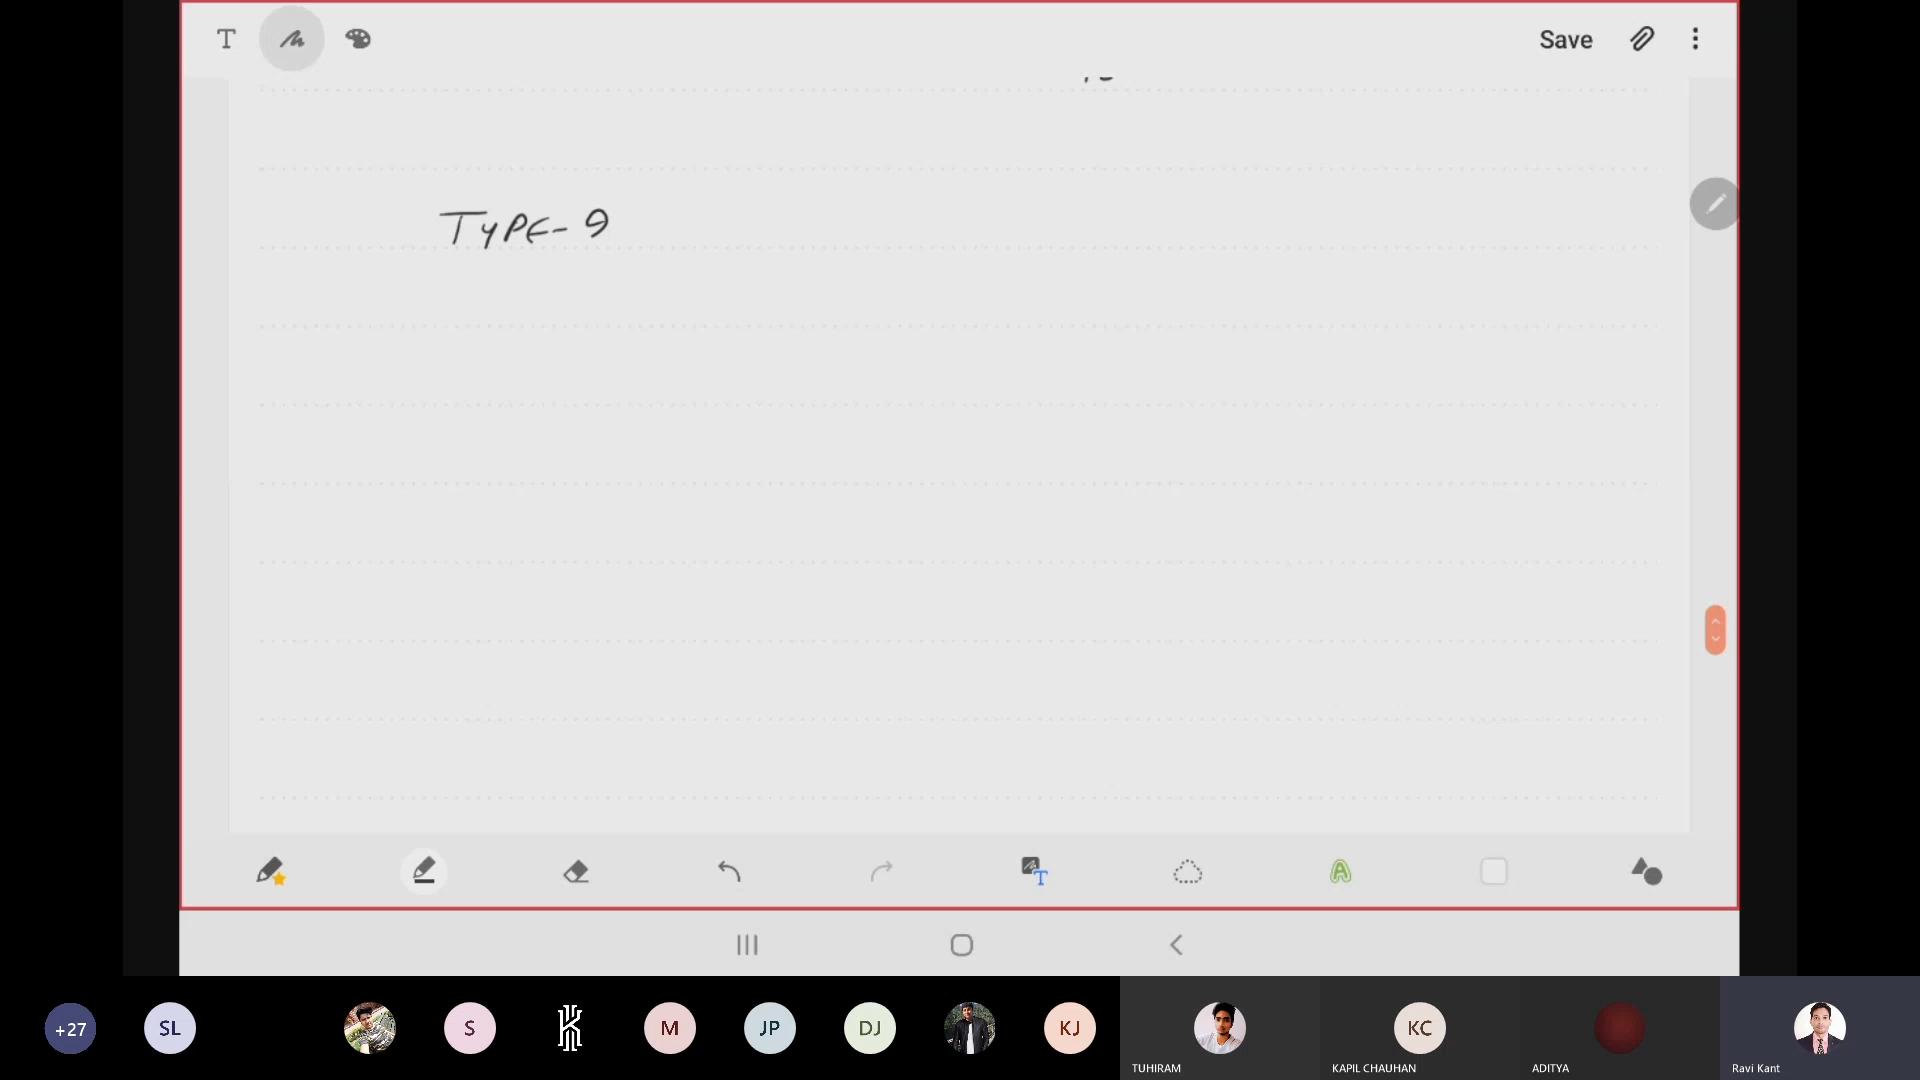 T Save
TYPE- 9
T A
+27 SL S K M JP DJ KJ KC
TUHIRAM KAPIL CHAUHAN ADITYA Ravi Kant